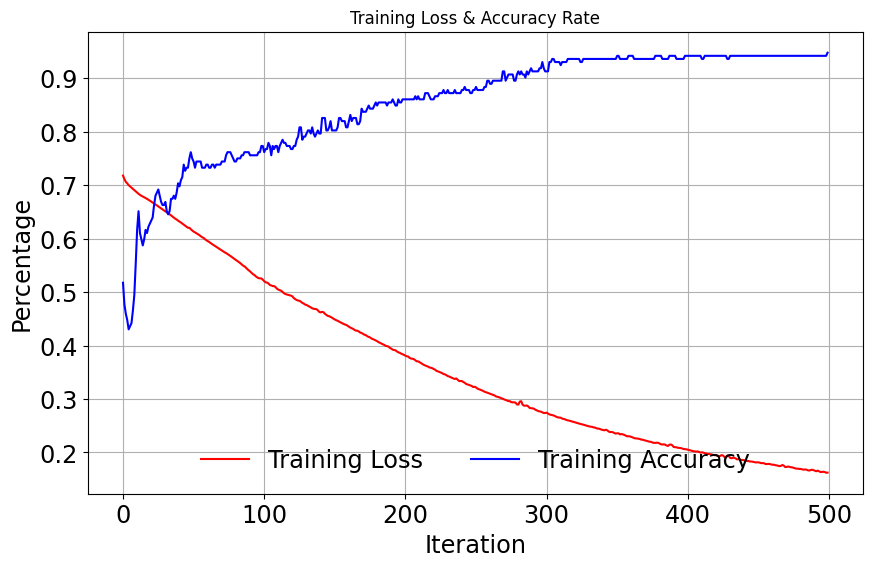 Training Loss & Accuracy Rate
Percentage
0.9
0.8
0.7
0.6
0.5
0.4
0.3
0.2
Training Loss Training Accuracy
0 100 200 300 400 500
Iteration